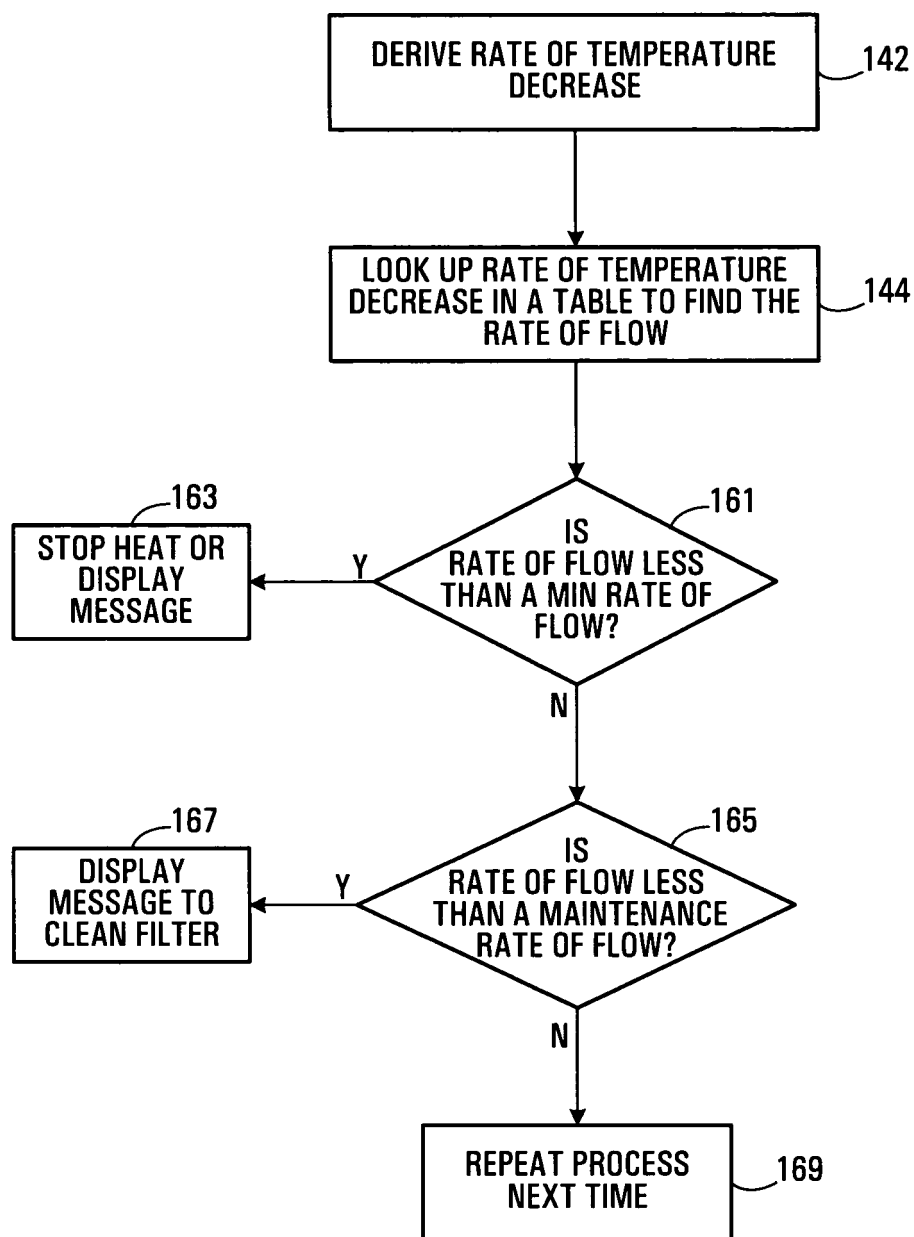 DERIVE RATE OF TEMPERATURE
DECREASE
142
LOOK UP RATE OF TEMPERATURE
DECREASE IN A TABLE TO FIND THE
RATE OF FLOW
144
163
STOP HEAT OR
DISPLAY
MESSAGE
Y
161
IS
RATE OF FLOW LESS
THAN A MIN RATE OF
FLOW?
N
167
DISPLAY
MESSAGE TO
CLEAN FILTER
Y
165
IS
RATE OF FLOW LESS
THAN A MAINTENANCE
RATE OF FLOW?
N
REPEAT PROCESS
NEXT TIME
169